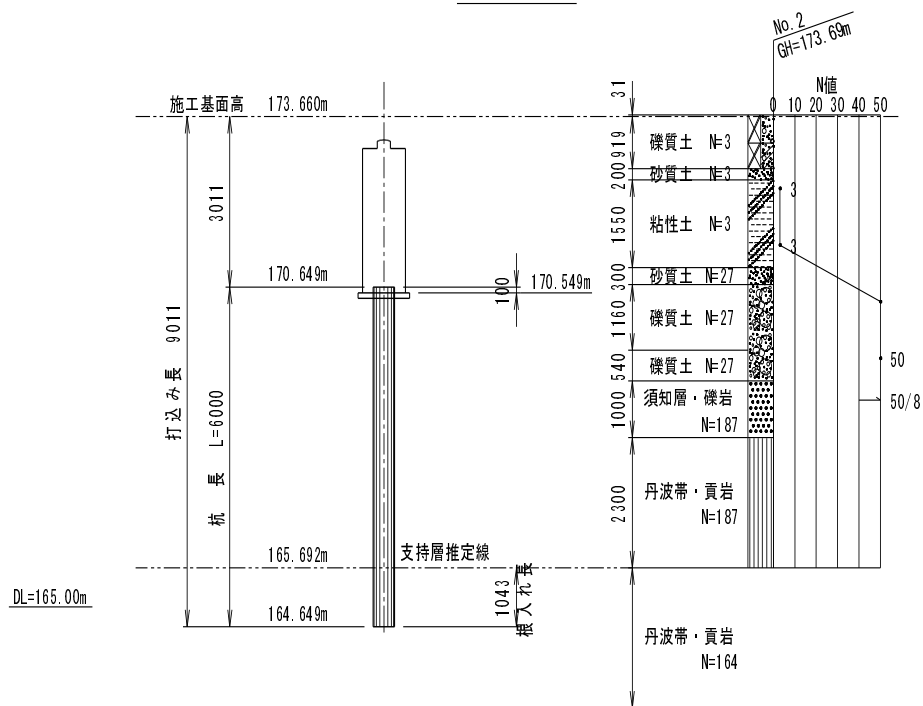 No.2
GH=173.69m
N値
0 10 20 30 40 50
施工基面高 173.660m
31
919
礫質土 N=3
200
砂質土 N=3
3
3011
1550
粘性土 N=3
3
170.649m
100
170.549m
300
砂質土 N=27
打込み長 9011
1160
礫質土 N=27
540
礫質土 N=27
50
杭長 L=6000
1000
須知層・礫岩
N=187
50/8
2300
丹波帯・貢岩
N=187
165.692m
支持層推定線
DL=165.00m
1043
根入れ長
164.649m
丹波帯・貢岩
N=164